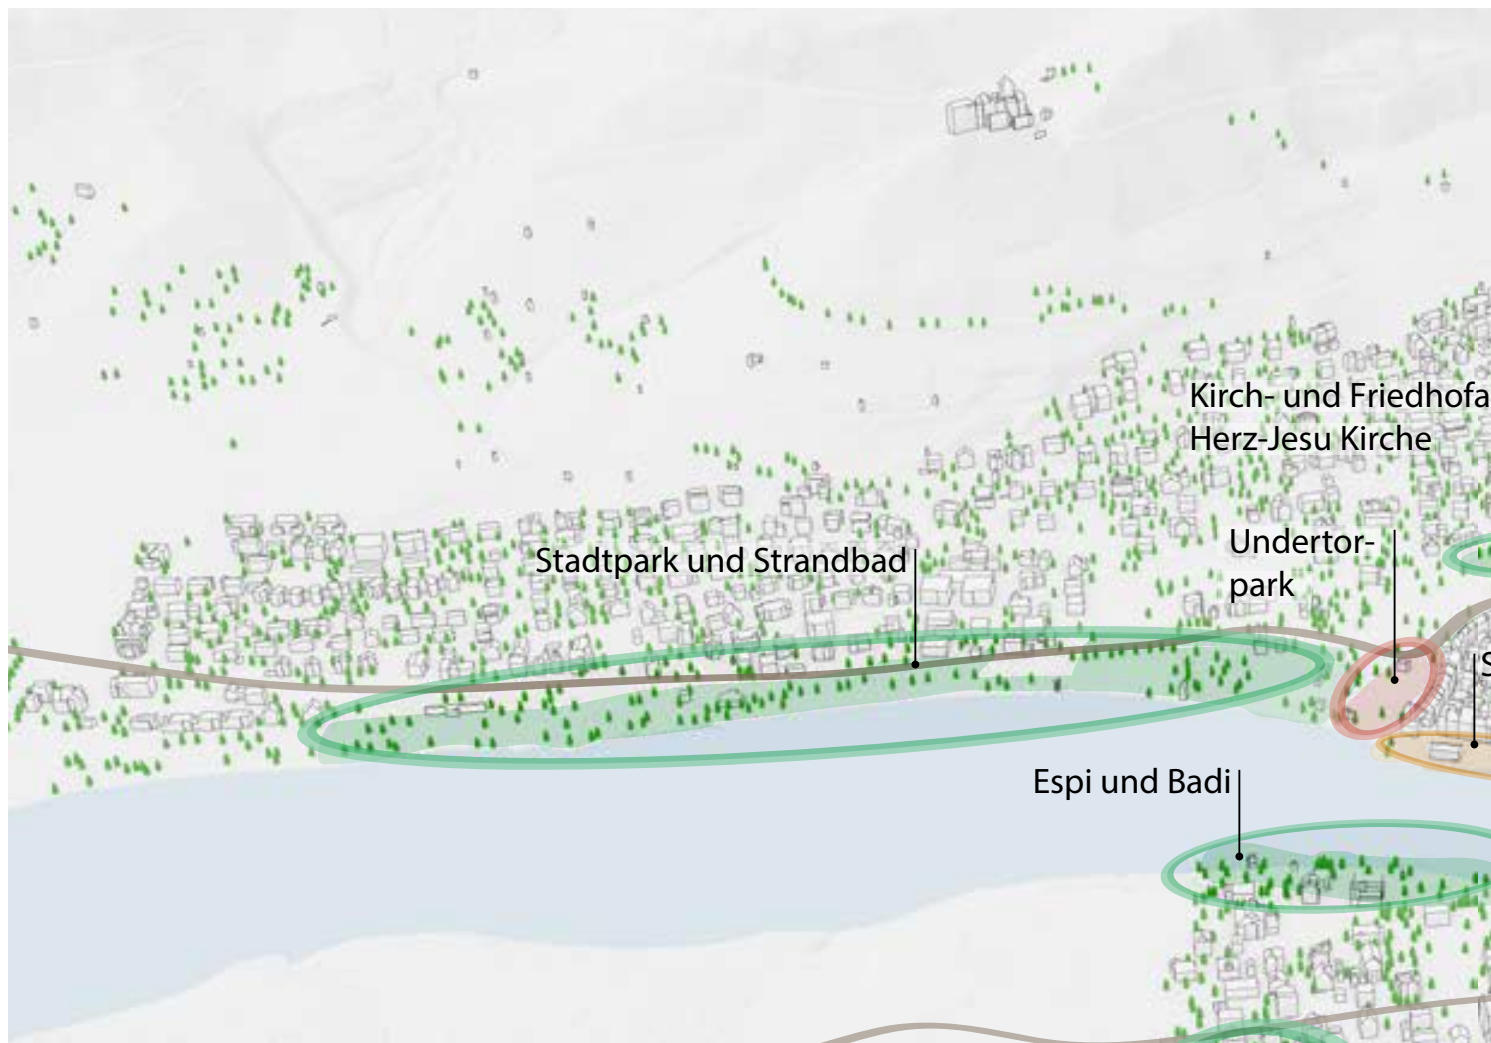 Kirch- und Friedhofa
Herz-Jesu Kirche
Undertor-
park
Stadtpark und Strandbad
S
Espi und Badi